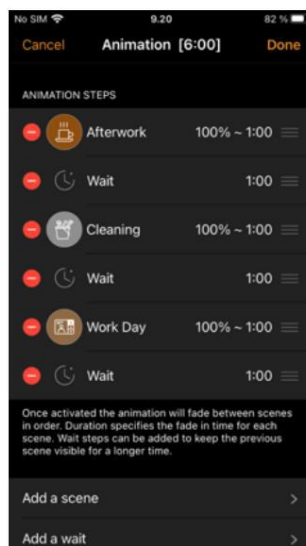 No SIM 9.20 82 %
Cancel Animation [6:00] Done
ANIMATION STEPS
Afterwork 100% ~ 1:00
Wait 1:00
Cleaning 100% ~ 1:00
Wait 1:00
Work Day 100% ~ 1:00
Wait 1:00
Once activated the animation will fade between scenes
in order. Duration specifies the fade in time for each
scene. Wait steps can be added to keep the previous
scene visible for a longer time.
Add a scene
Add a wait